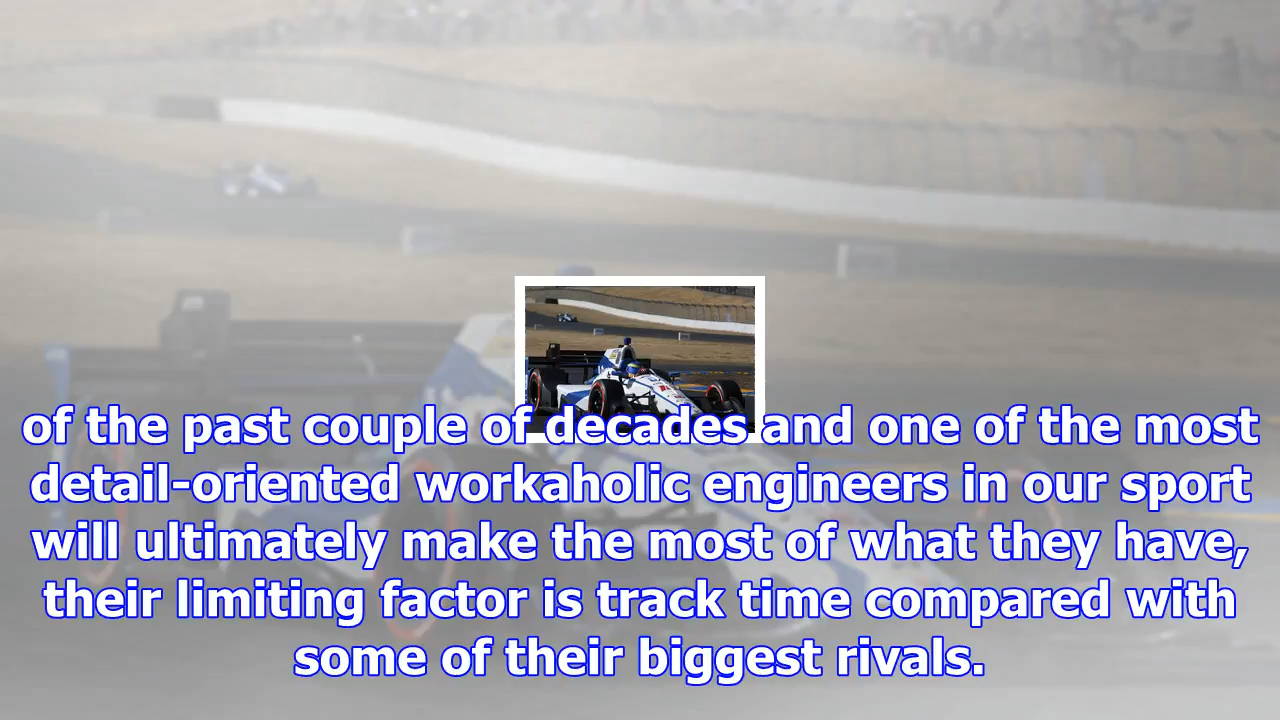 of the past couple of decades and one of the most
detail-oriented workaholic engineers in our sport
will ultimately make the most of what they have,
their limiting factor is track time compared with
some of their biggest rivals.